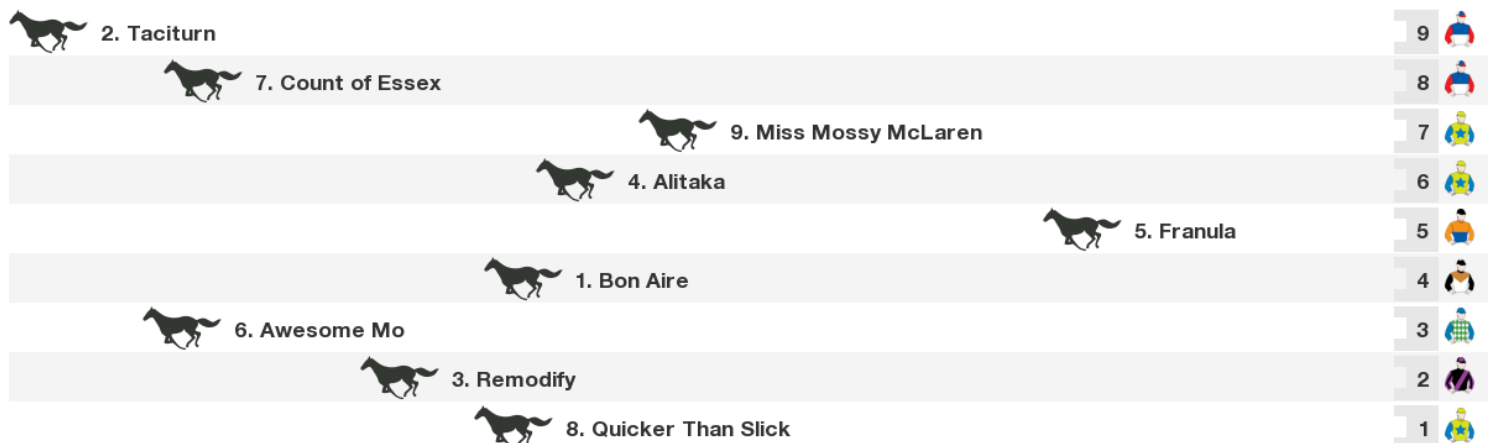 2. Taciturn 9
7. Count of Essex 8
9. Miss Mossy McLaren 7
4. Alitaka 6
5. Franula 5
1. Bon Aire 4
6. Awesome Mo 3
3. Remodify 2
8. Quicker Than Slick 1